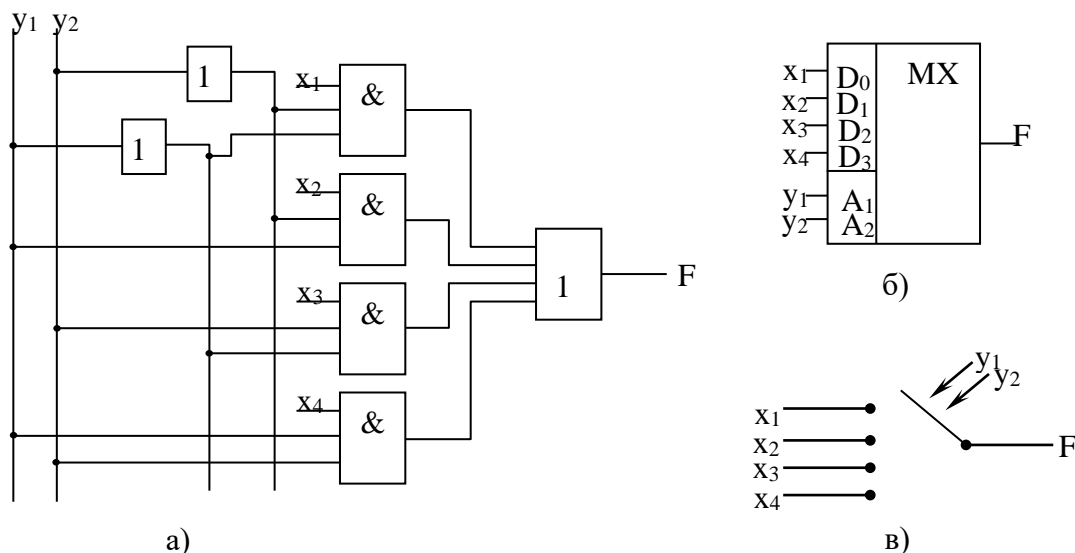 y₁ y₂
1
1
x₁
&
x₂
&
x₃
&
x₄
&
1
F
а)
x₁ D₀ MX
x₂ D₁
x₃ D₂
x₄ D₃
y₁ A₁
y₂ A₂
F
б)
y₁
y₂
x₁
x₂
x₃
x₄
F
в)